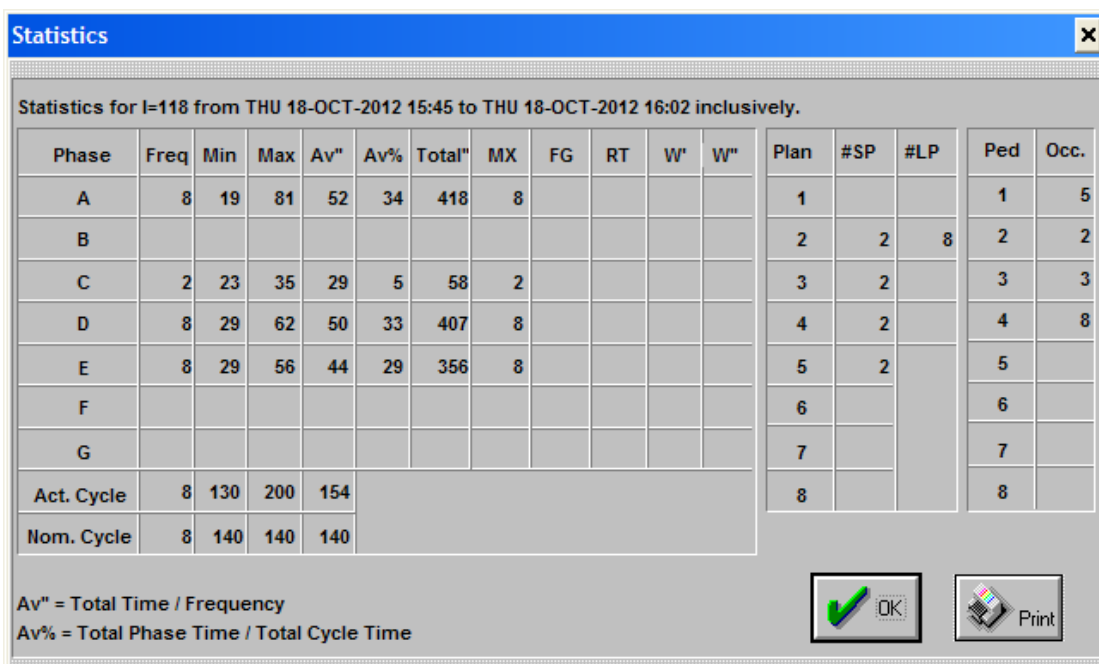 Statistics
Statistics for I=118 from THU 18-OCT-2012 15:45 to THU 18-OCT-2012 16:02 inclusively.
Phase Freq Min Max Av" Av% Total" MX FG RT W' W" Plan #SP #LP Ped Occ.
A 8 19 81 52 34 418 8 1 1 5
B 2 2 8 2 2
C 2 23 35 29 5 58 2 3 2 3 3
D 8 29 62 50 33 407 8 4 2 4 8
E 8 29 56 44 29 356 8 5 2 5
F 6 6
G 7 7
Act. Cycle 8 130 200 154 8 8
Nom. Cycle 8 140 140 140
Av" = Total Time / Frequency
Av% = Total Phase Time / Total Cycle Time
OK
Print